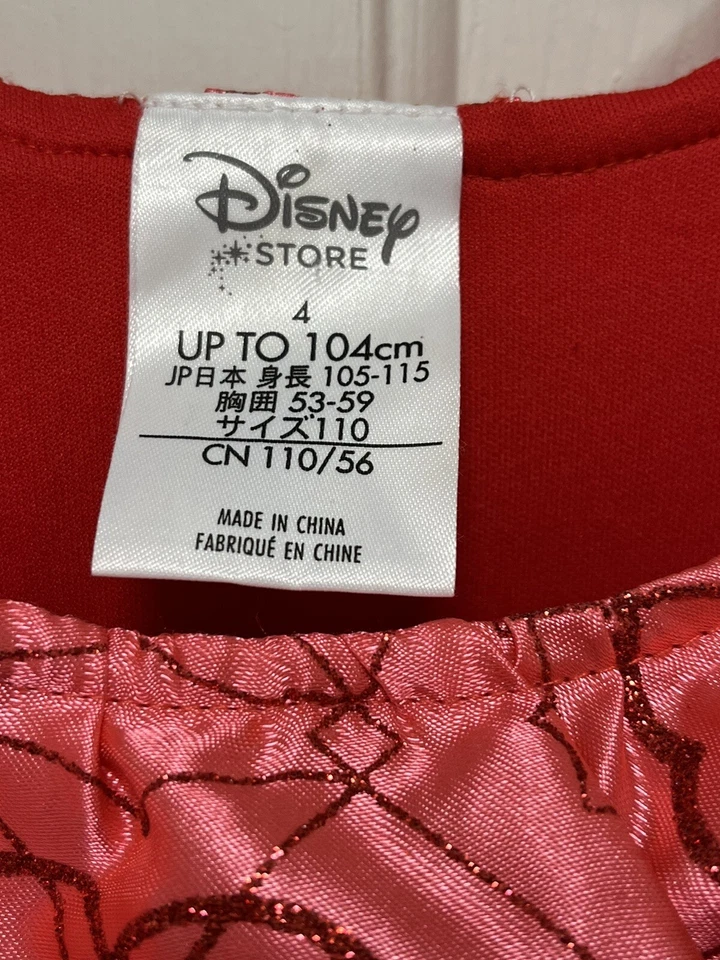 Disney
STORE
4
UP TO 104cm
JP日本 身長 105-115
胸囲 53-59
サイズ110
CN 110/56
MADE IN CHINA
FABRIQUÉ EN CHINE